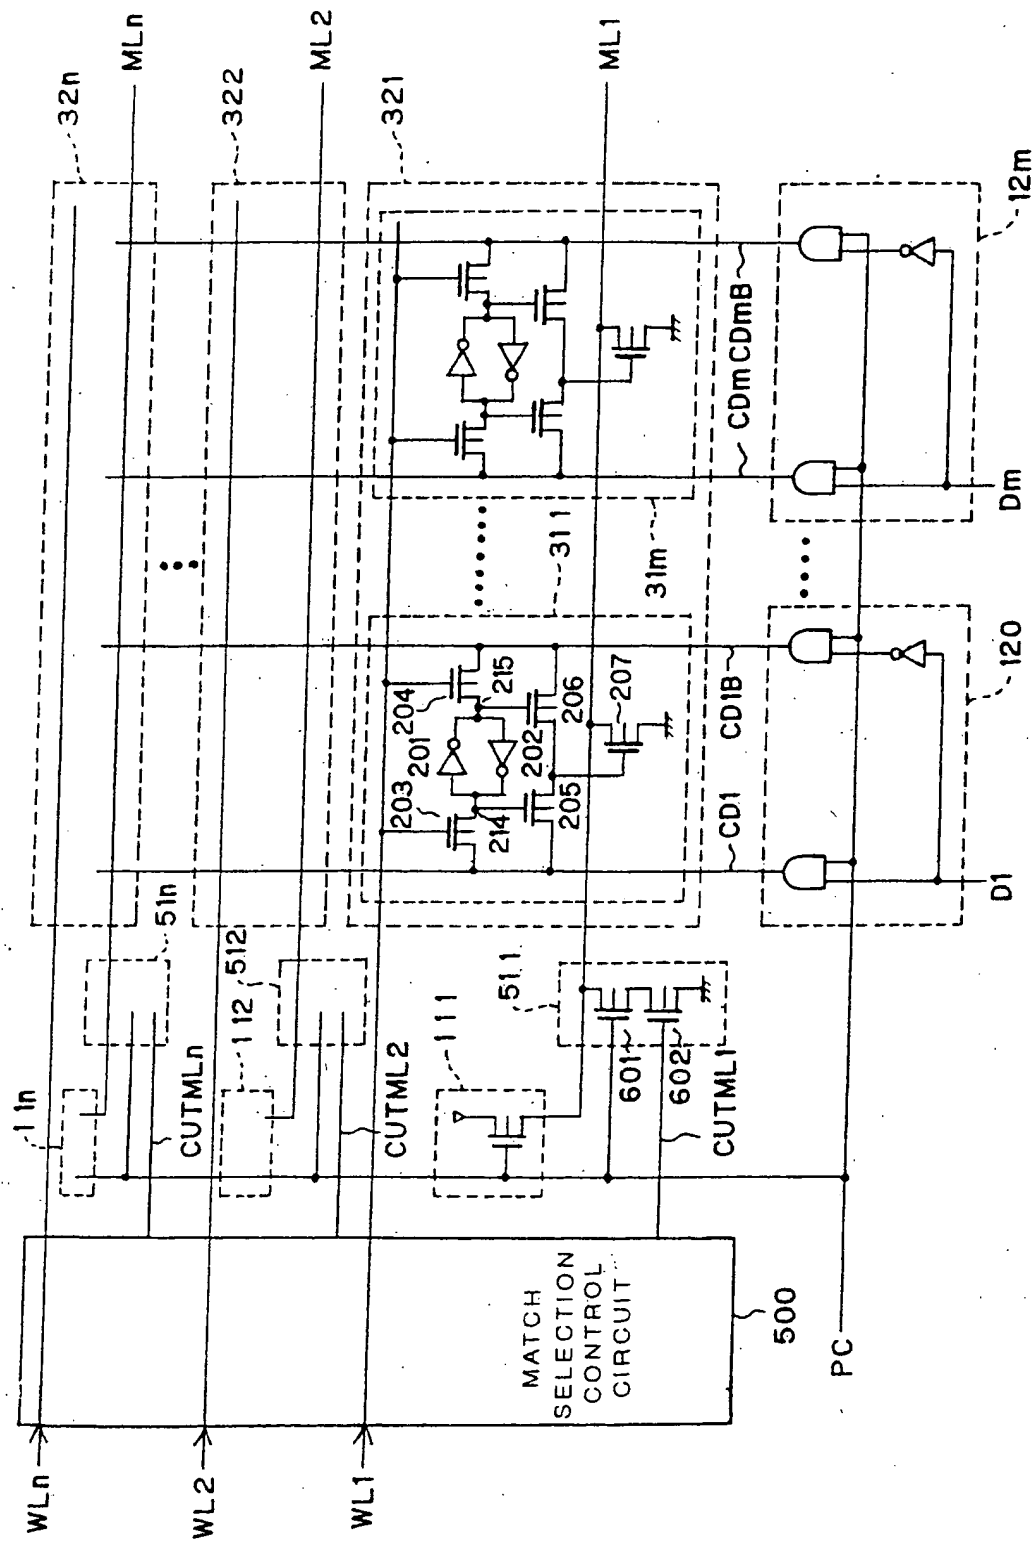 WLn
WL2
WL1
MATCH
SELECTION
CONTROL
CIRCUIT
500
PC
11n
CUTMLn
51n
112
512
CUTML2
111
511
601
602
CUTML1
32n
MLn
322
ML2
321
ML1
203
201
204
214
215
202
205
206
207
311
31m
CD1
CD1B
CDm
CDmB
D1
120
Dm
12m